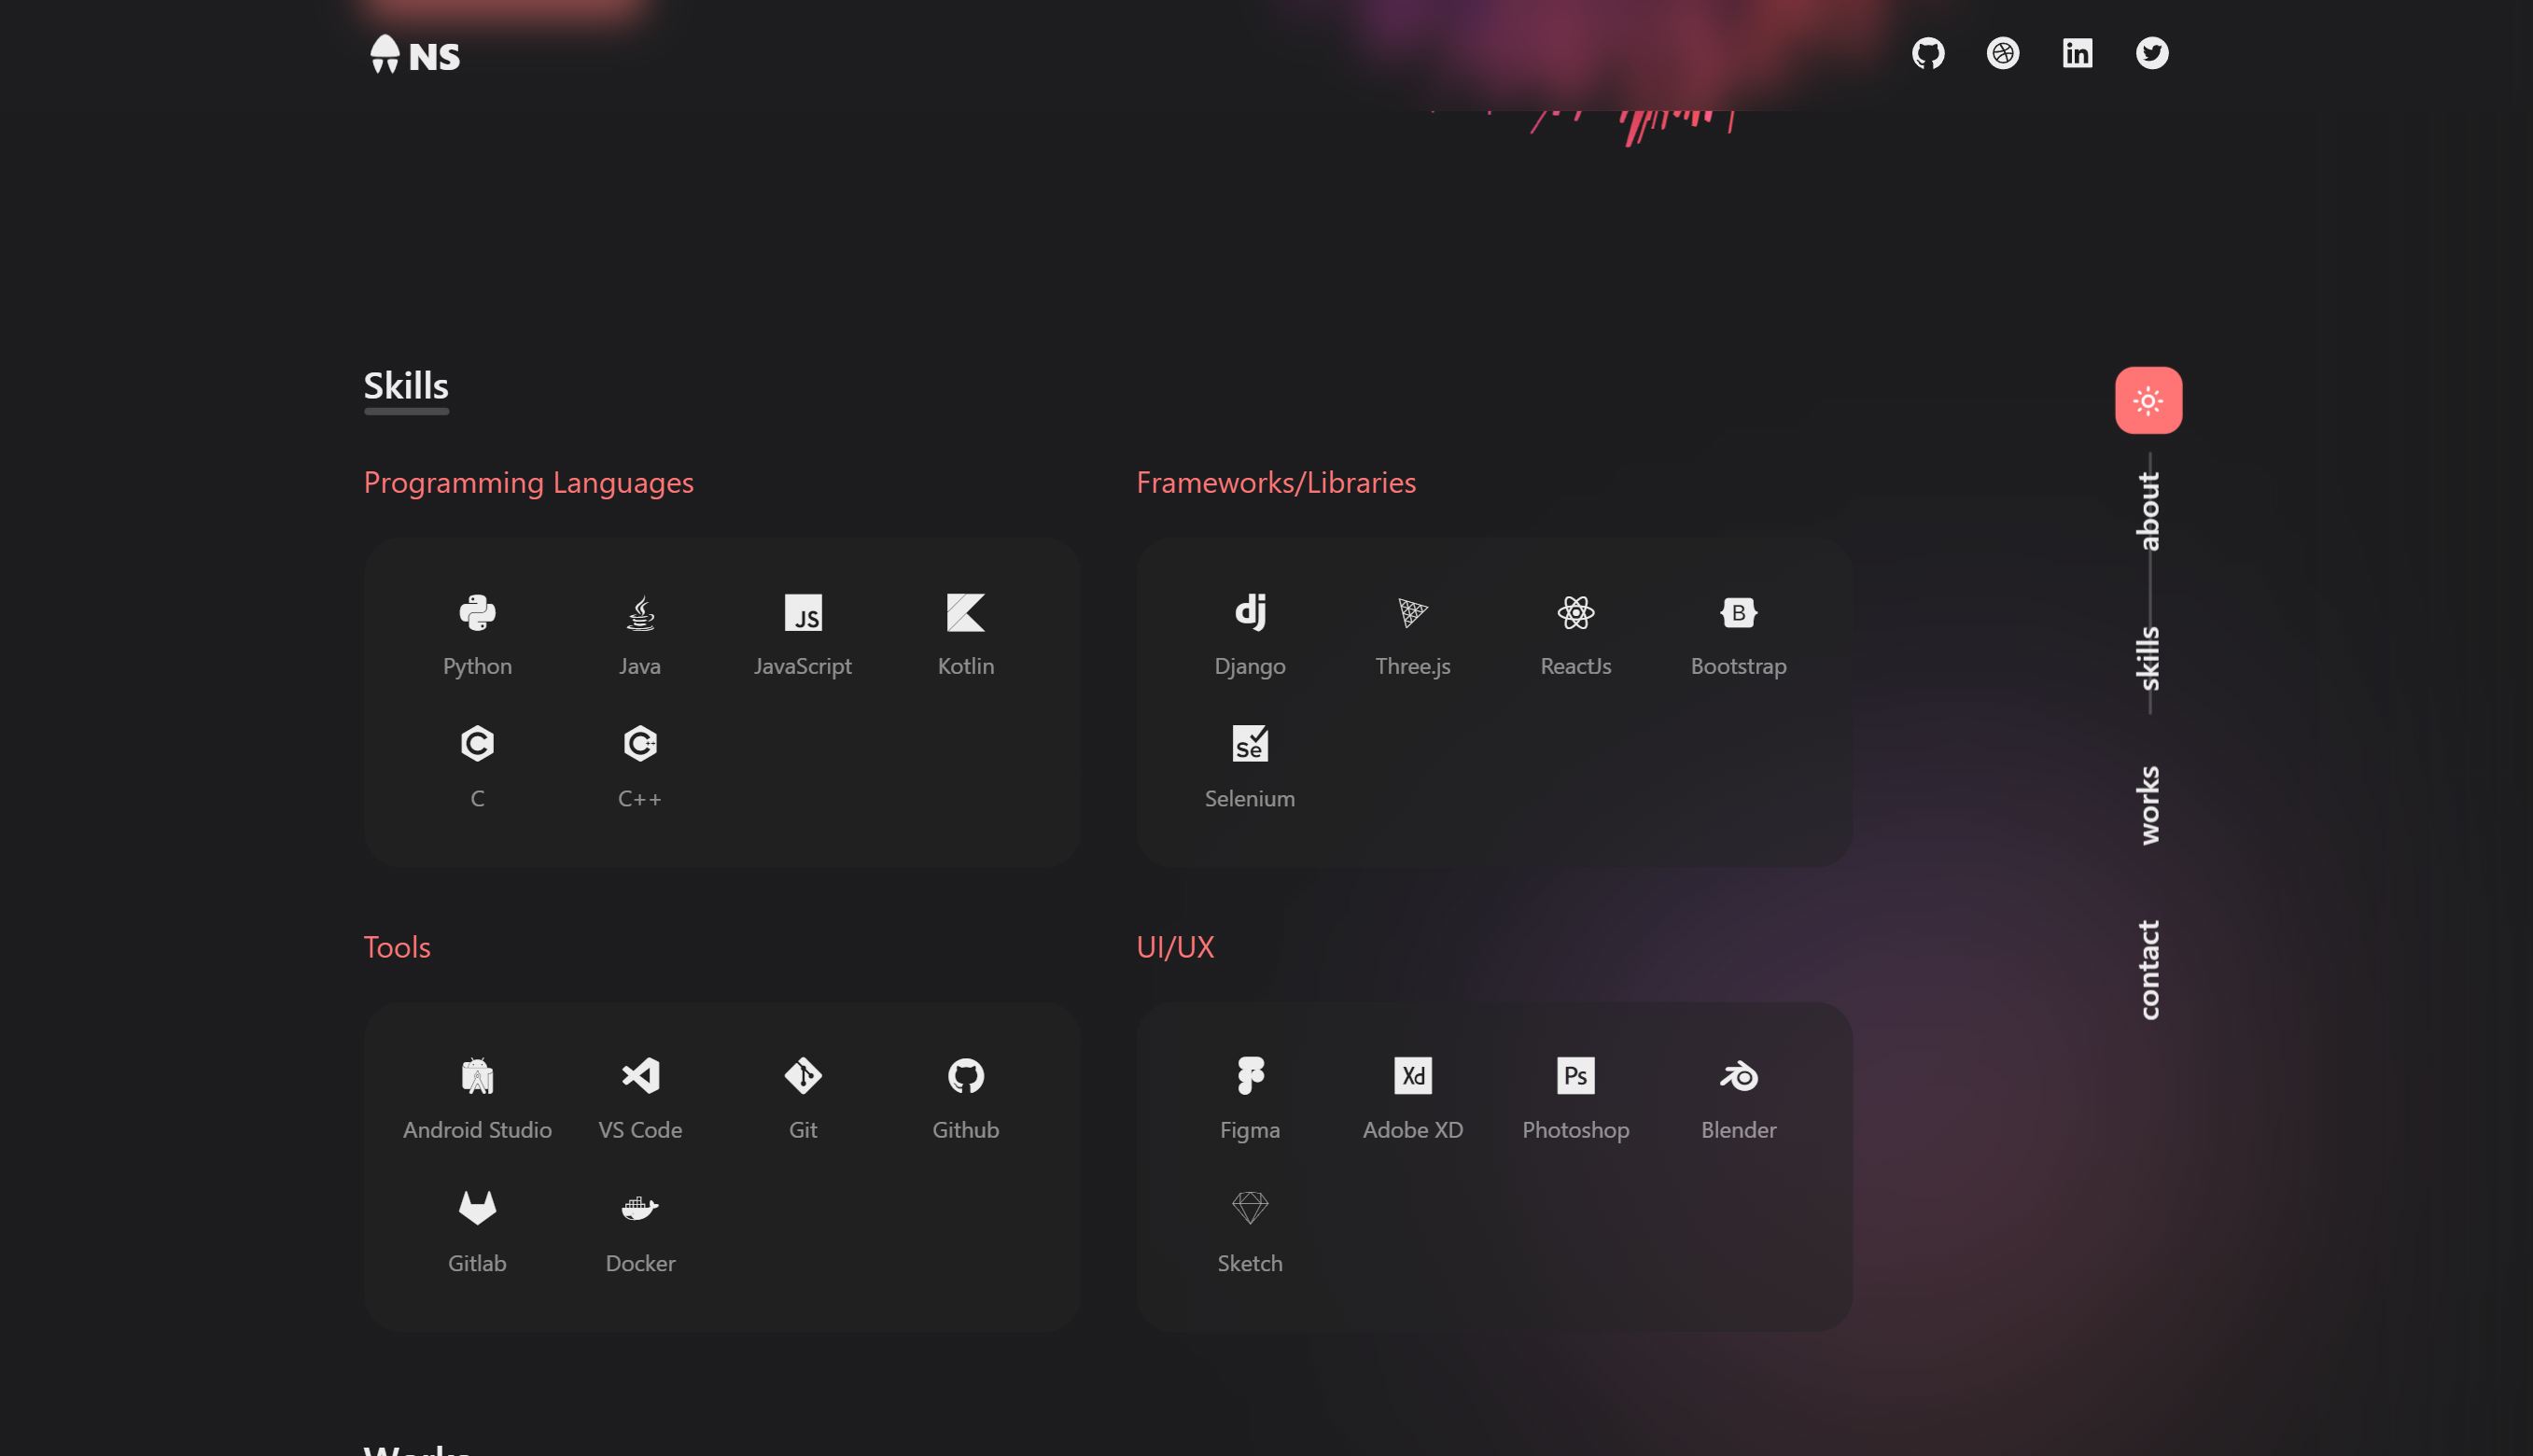 NS
Skills
Programming Languages
Frameworks/Libraries
Python Java JavaScript Kotlin
C C++
Django Three.js ReactJs Bootstrap
Selenium
Tools
UI/UX
Android Studio VS Code Git Github
Gitlab Docker
Figma Adobe XD Photoshop Blender
Sketch
about
skills
works
contact
JS
dj
B
Se
Xd
Ps
in
C
C++
Works